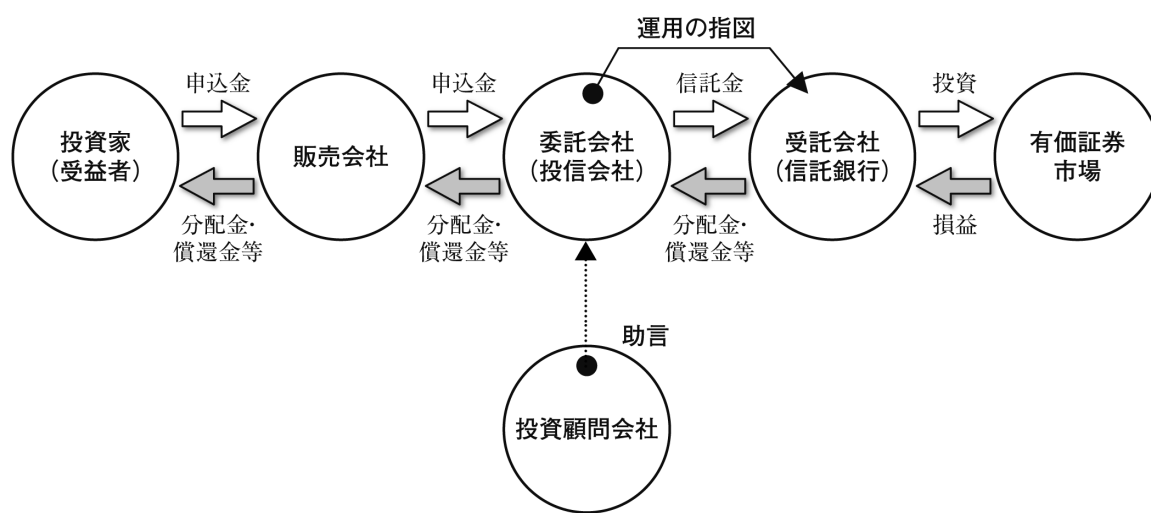 運用の指図
申込金
申込金
信託金
投資
投資家
(受益者)
販売会社
委託会社
(投信会社)
受託会社
(信託銀行)
有価証券
市場
分配金・
償還金等
分配金・
償還金等
分配金・
償還金等
損益
助言
投資顧問会社